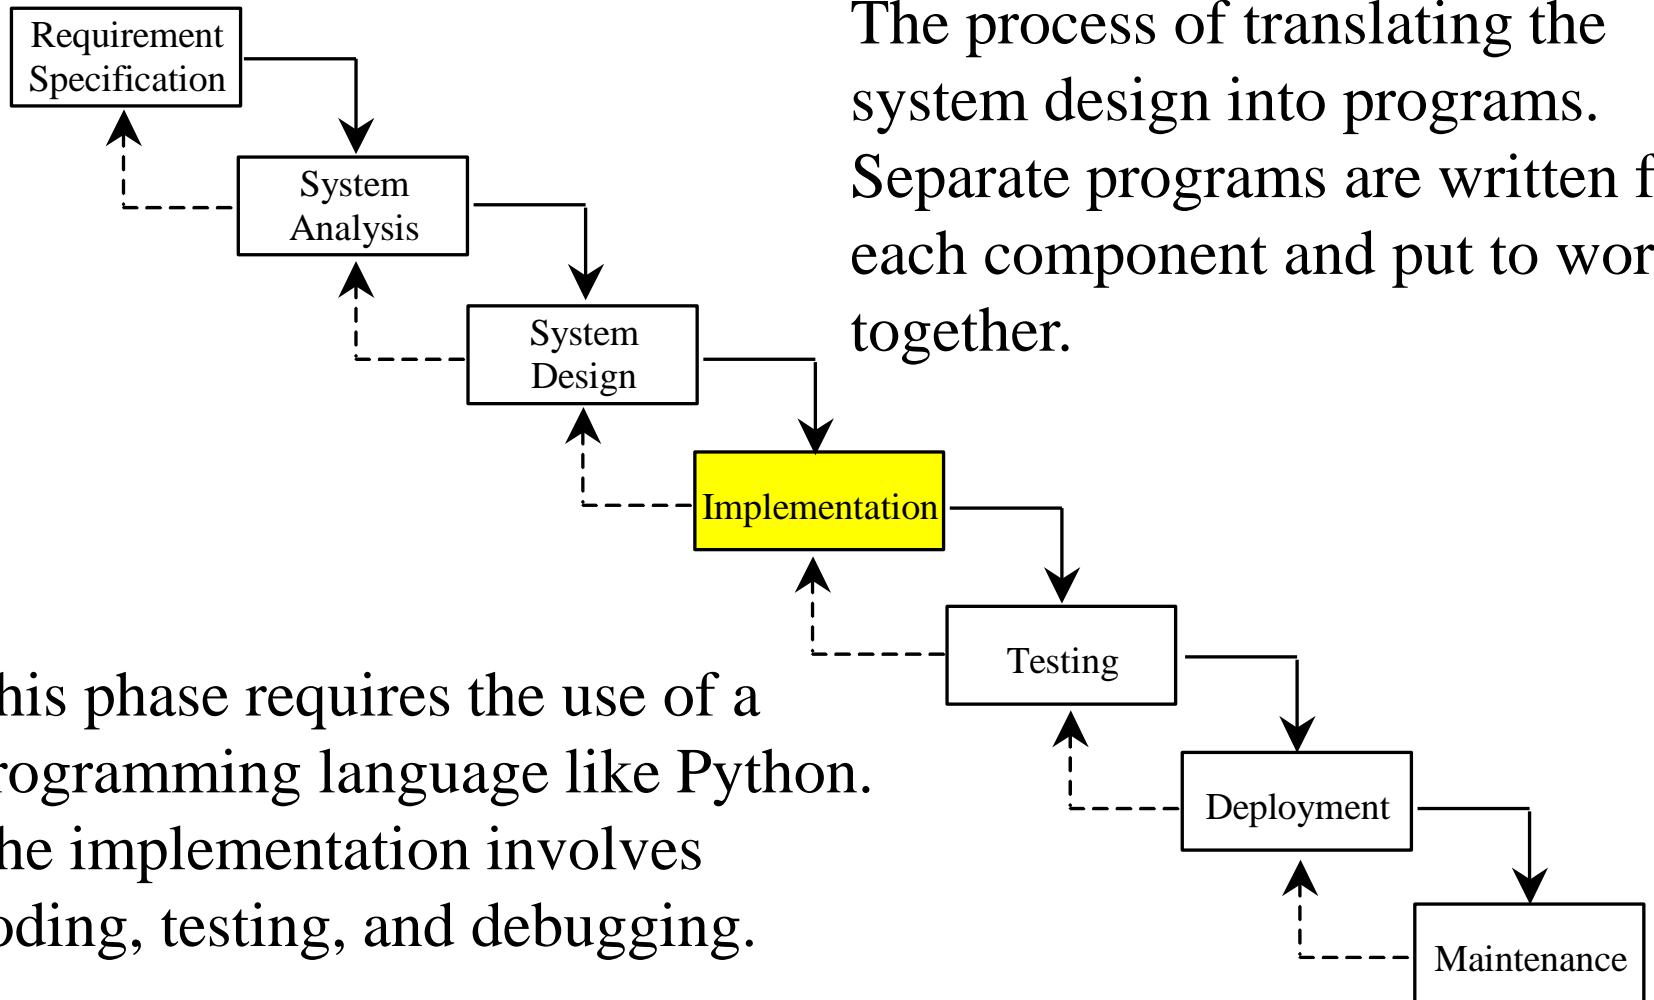 Requirement
Specification
The process of translating the
system design into programs.
Separate programs are written f
each component and put to wor
together.
System
Analysis
System
Design
Implementation
Testing
his phase requires the use of a
rogramming language like Python.
he implementation involves
oding, testing, and debugging.
Deployment
Maintenance